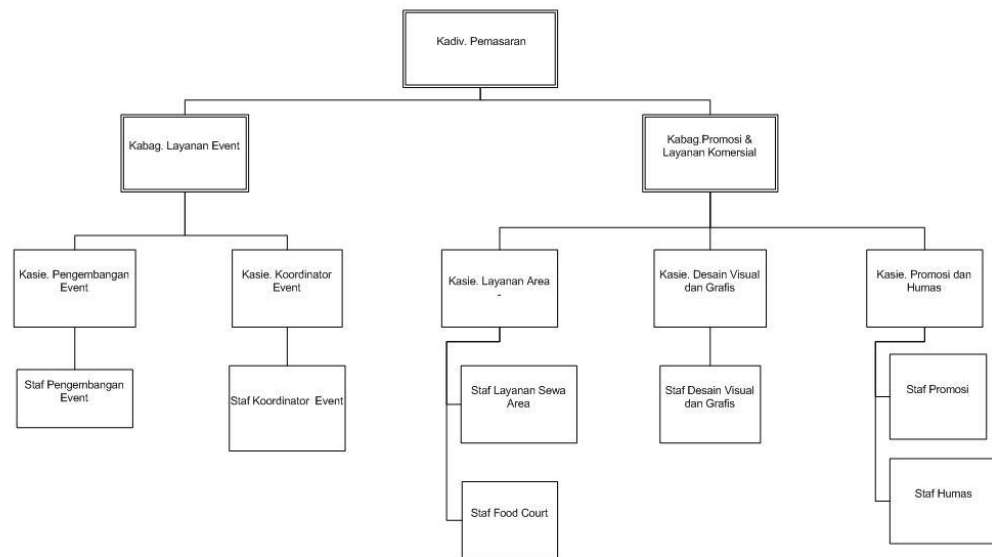 Kadiv. Pemasaran
Kabag. Layanan Event
Kabag.Promosi &
Layanan Komersial
Kasie. Pengembangan
Event
Kasie. Koordinator
Event
Kasie. Layanan Area
-
Kasie. Desain Visual
dan Grafis
Kasie. Promosi dan
Humas
Staf Pengembangan
Event
Staf Koordinator Event
Staf Layanan Sewa
Area
Staf Desain Visual
dan Grafis
Staf Promosi
Staf Food Court
Staf Humas